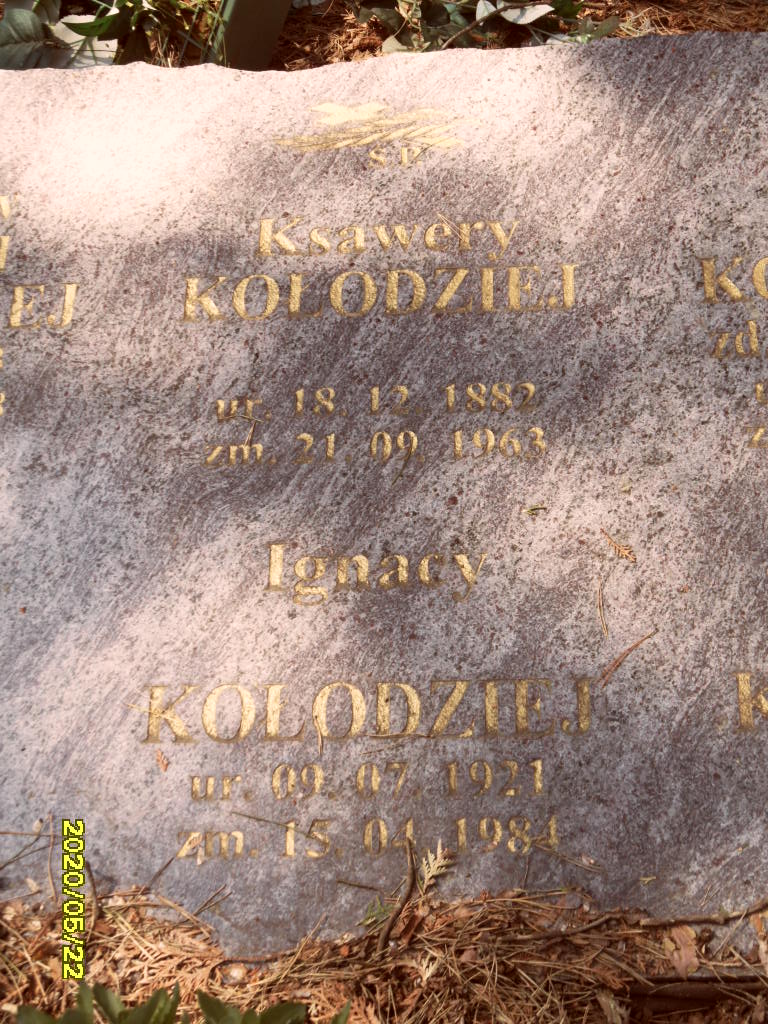 Ś.P.
Ksawery
KOŁODZIEJ
ur. 18. 12. 1882
zm. 21. 09. 1963
Ignacy
KOŁODZIEJ
ur. 09. 07. 1921
zm. 15. 04. 1984
2020/05/22